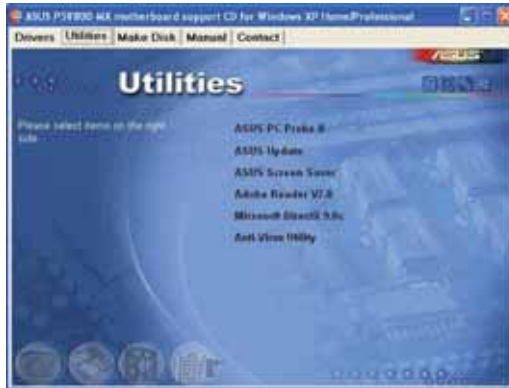 ASUS P5V800-MX motherboard support CD for Windows XP Home/Professional
Drivers Utilities Make Disk Manual Contact
ASUS
Utilities
Please select items on the right
side
ASUS PC Probe II
ASUS Update
ASUS Screen Saver
Adobe Reader V7.0
Microsoft DirectX 9.0c
Anti-Virus Utility